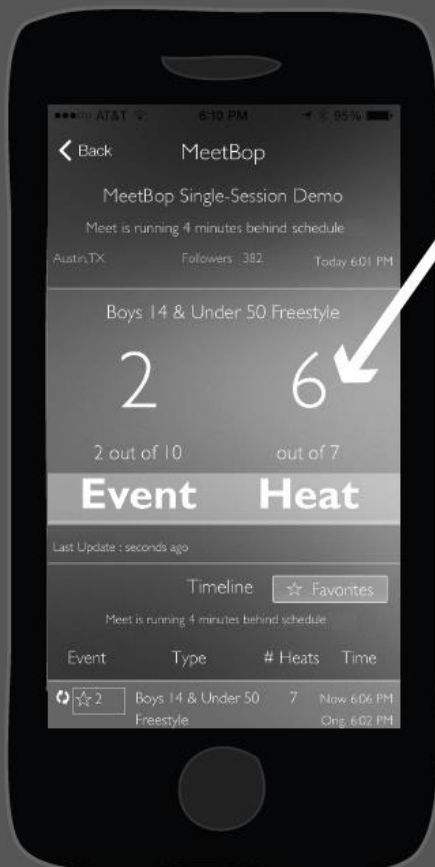 AT&T 6:10 PM 95%
Back MeetBop
MeetBop Single-Session Demo
Meet is running 4 minutes behind schedule
Austin,TX Followers 382 Today 6:01 PM
Boys 14 & Under 50 Freestyle
2 6
2 out of 10 out of 7
Event Heat
Last Update : seconds ago
Timeline ☆ Favorites
Meet is running 4 minutes behind schedule
Event Type # Heats Time
☆ 2 Boys 14 & Under 50 7 Now 6:06 PM
Freestyle Orig. 6:02 PM